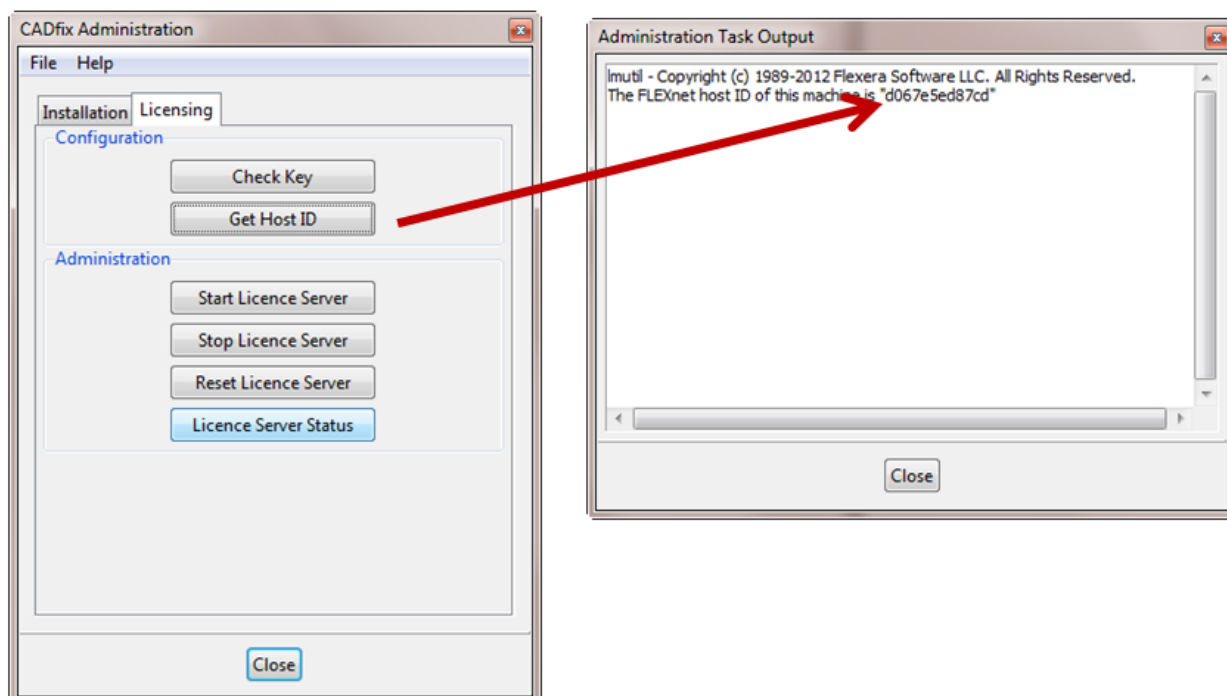 CADfix Administration
File Help
Installation Licensing
Configuration
Check Key
Get Host ID
Administration
Start Licence Server
Stop Licence Server
Reset Licence Server
Licence Server Status
Close
Administration Task Output
lmutil - Copyright (c) 1989-2012 Flexera Software LLC. All Rights Reserved.
The FLEXnet host ID of this machine is "d067e5ed87cd"
Close